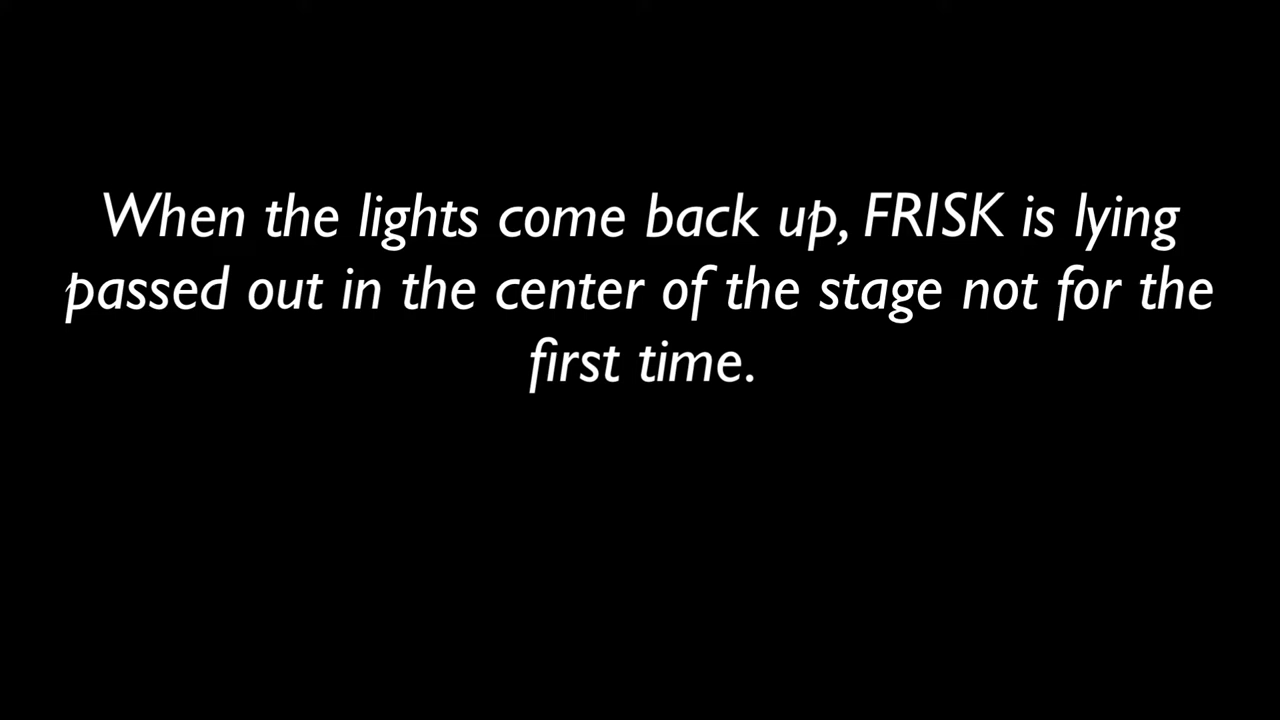 When the lights come back up, FRISK is lying
passed out in the center of the stage not for the
first time.